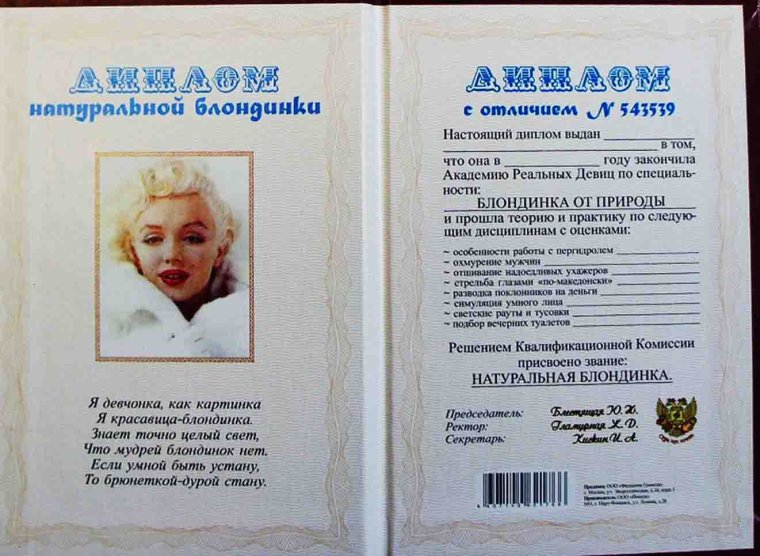 ДИПЛОМ
натуральной блондинки
Я девчонка, как картинка
Я красавица-блондинка.
Знает точно целый свет,
Что мудрей блондинок нет.
Если умной быть устану,
То брюнеткой-дурой стану.
ДИПЛОМ
с отличием N 543539
Настоящий диплом выдан
в том,
что она в году закончила
Академию Реальных Девиц по специаль-
ности:
БЛОНДИНКА ОТ ПРИРОДЫ
и прошла теорию и практику по следую-
щим дисциплинам с оценками:
~ особенности работы с пергидролем
~ охмурение мужчин
~ отшивание надоедливых ухажеров
~ стрельба глазами «по-македонски»
~ разводка поклонников на деньги
~ симуляция умного лица
~ светские рауты и тусовки
~ подбор вечерних туалетов
Решением Квалификационной Комиссии
присвоено звание:
НАТУРАЛЬНАЯ БЛОНДИНКА.
Председатель: Блестящая Ю.Ж.
Ректор: Гламурная Х.Д.
Секретарь: Кискин И.А.